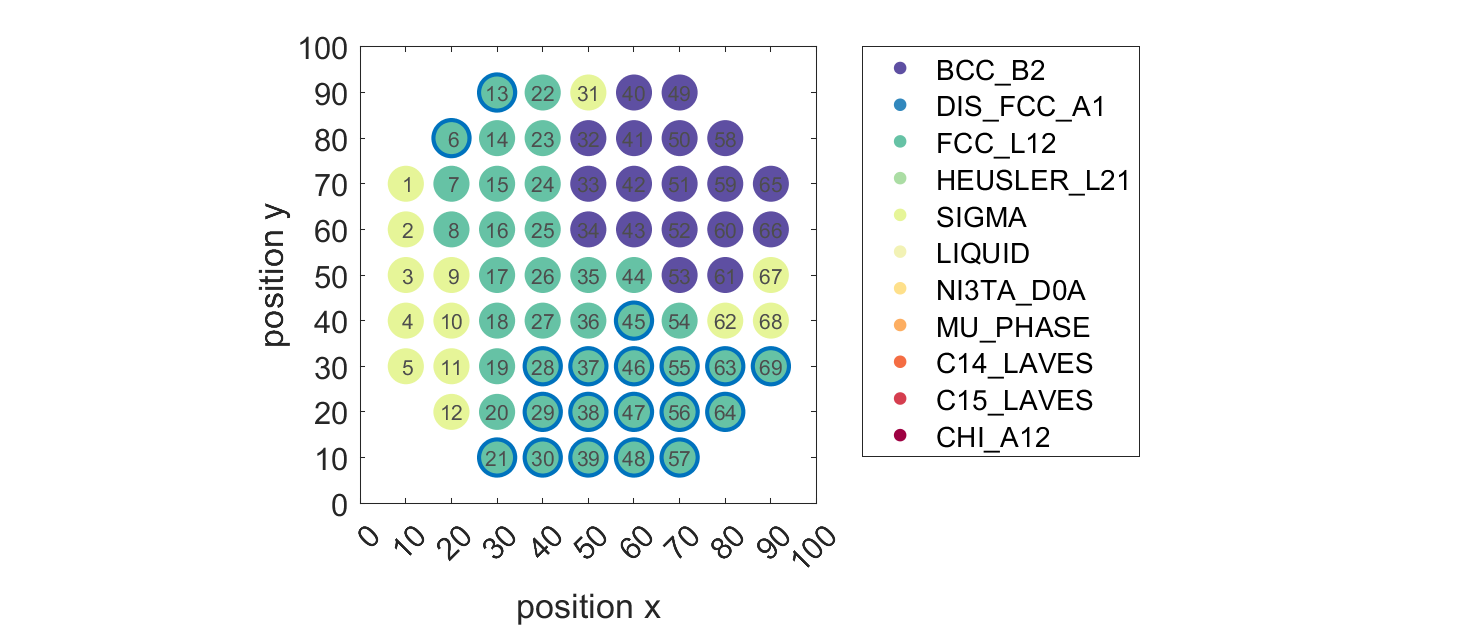 100
90
80
70
60
50
40
30
20
10
0
position y
13 22 31 40 49
6 14 23 32 41 50 58
1 7 15 24 33 42 51 59 65
2 8 16 25 34 43 52 60 66
3 9 17 26 35 44 53 61 67
4 10 18 27 36 45 54 62 68
5 11 19 28 37 46 55 63 69
12 20 29 38 47 56 64
21 30 39 48 57
0 10 20 30 40 50 60 70 80 90 100
position x
BCC_B2
DIS_FCC_A1
FCC_L12
HEUSLER_L21
SIGMA
LIQUID
NI3TA_D0A
MU_PHASE
C14_LAVES
C15_LAVES
CHI_A12